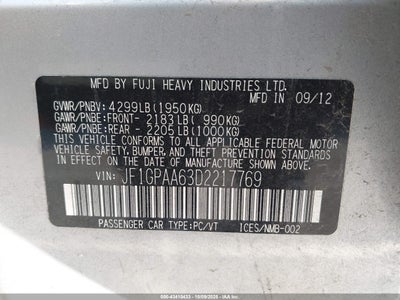 MFD BY FUJI HEAVY INDUSTRIES LTD.
MFD IN 09/12
GVWR/PNBV: 4299LB (1950KG)
GAWR/PNBE:FRONT- 2183LB ( 990KG)
GAWR/PNBE:REAR - 2205LB (1000KG)
THIS VEHICLE CONFORMS TO ALL APPLICABLE FEDERAL MOTOR
VEHICLE SAFETY, BUMPER, AND THEFT PREVENTION STANDARDS
IN EFFECT ON THE DATE OF MANUFACTURE SHOWN ABOVE.
VIN: JF1GPAA63D2217769
PASSENGER CAR TYPE:PC/VT ICES/NMB-002